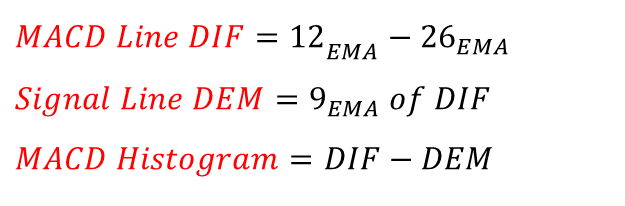 MACD Line DIF = 12EMA − 26EMA
Signal Line DEM = 9EMA of DIF
MACD Histogram = DIF − DEM